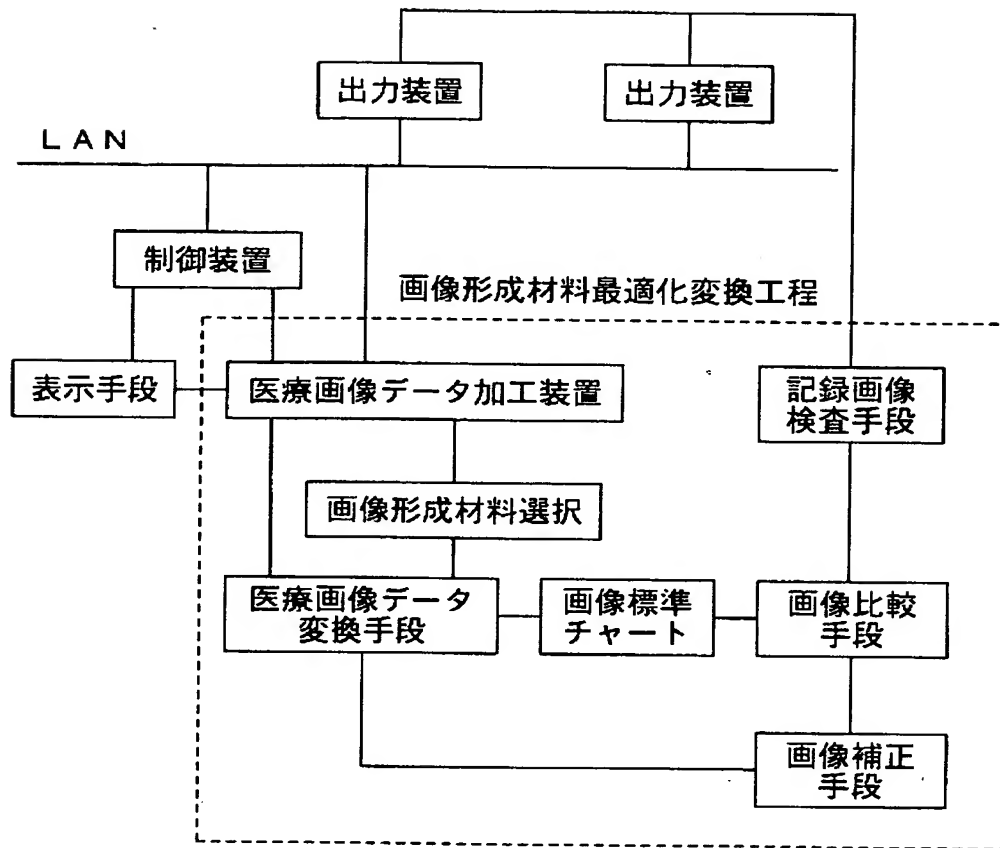 出力装置
出力装置
LAN
制御装置
画像形成材料最適化変換工程
表示手段
医療画像データ加工装置
記録画像
検査手段
画像形成材料選択
医療画像データ
変換手段
画像標準
チャート
画像比較
手段
画像補正
手段